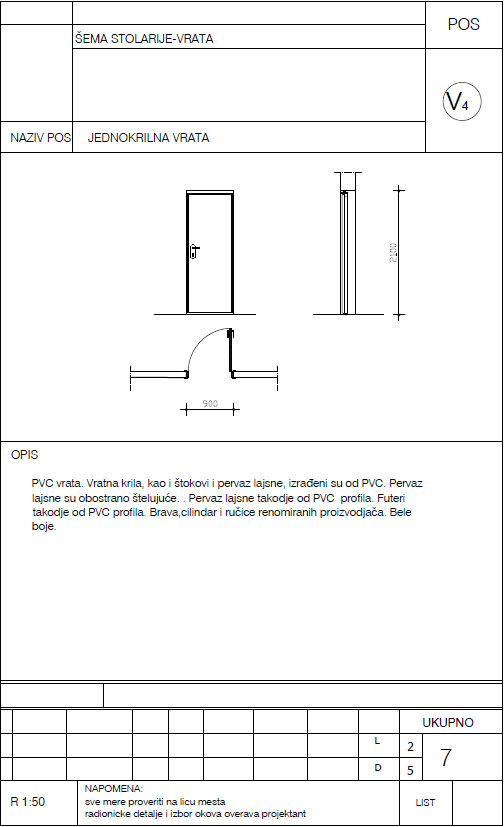 POS
ŠEMA STOLARIJE-VRATA
V4
NAZIV POS JEDNOKRILNA VRATA
2100
900
OPIS
PVC vrata. Vratna krila, kao i štokovi i pervaz lajsne, izrađeni su od PVC. Pervaz
lajsne su obostrano štelujuće. . Pervaz lajsne takodje od PVC profila. Futeri
takodje od PVC profila. Brava,cilindar i ručice renomiranih proizvodjača. Bele
boje.
UKUPNO
L 2
7
D 5
R 1:50
NAPOMENA:
sve mere proveriti na licu mesta
radionicke detalje i izbor okova overava projektant
LIST